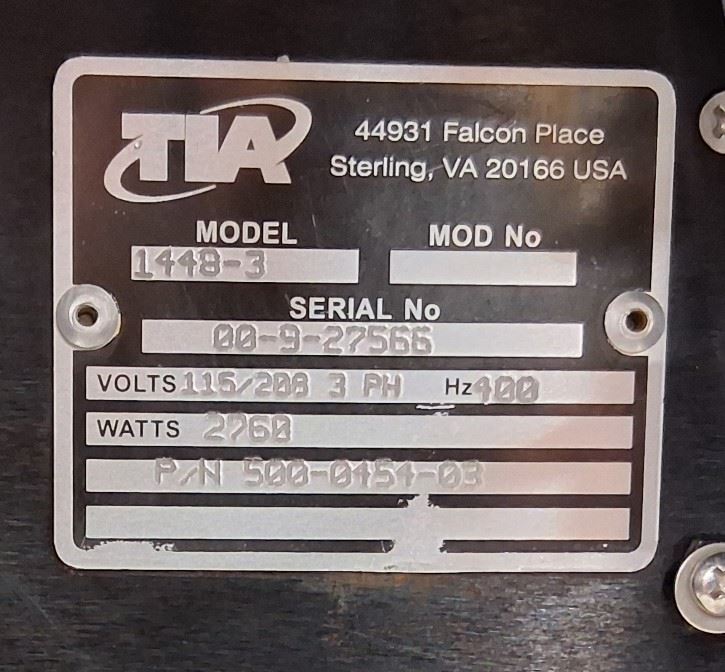 TIA
44931 Falcon Place
Sterling, VA 20166 USA
MODEL MOD No
1448-3
SERIAL No
00-9-27566
VOLTS 115/208 3 PH Hz 400
WATTS 2760
P/N 500-0454-03